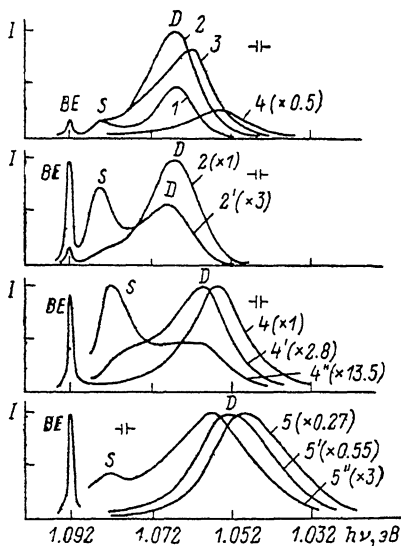 I
D
2
3
BE
S
1
4 (×0.5)
I
BE
S
D
D
2(×1)
2'(×3)
I
BE
S
D
4(×1)
4'(×2.8)
4"(×13.5)
I
BE
S
D
5(×0.27)
5'(×0.55)
5"(×3)
1.092 1.072 1.052 1.032 hν, эВ